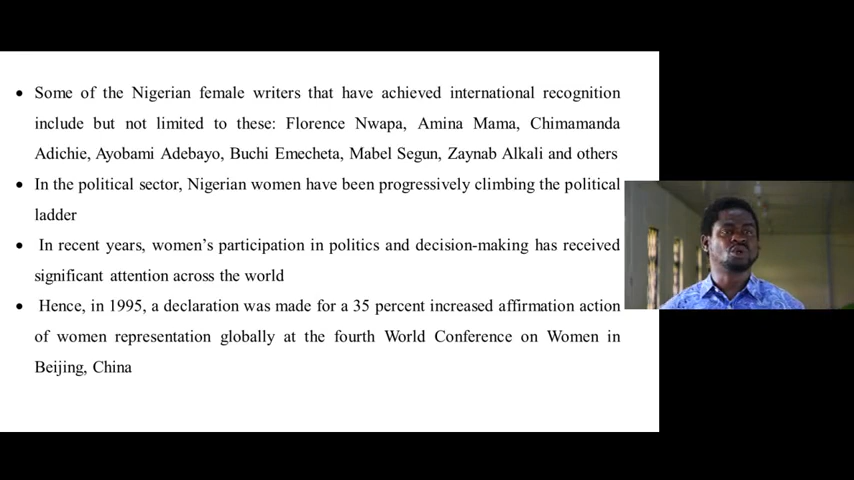 • Some of the Nigerian female writers that have achieved international recognition
include but not limited to these: Florence Nwapa, Amina Mama, Chimamanda
Adichie, Ayobami Adebayo, Buchi Emecheta, Mabel Segun, Zaynab Alkali and others
• In the political sector, Nigerian women have been progressively climbing the political
ladder
• In recent years, women's participation in politics and decision-making has received
significant attention across the world
• Hence, in 1995, a declaration was made for a 35 percent increased affirmation action
of women representation globally at the fourth World Conference on Women in
Beijing, China